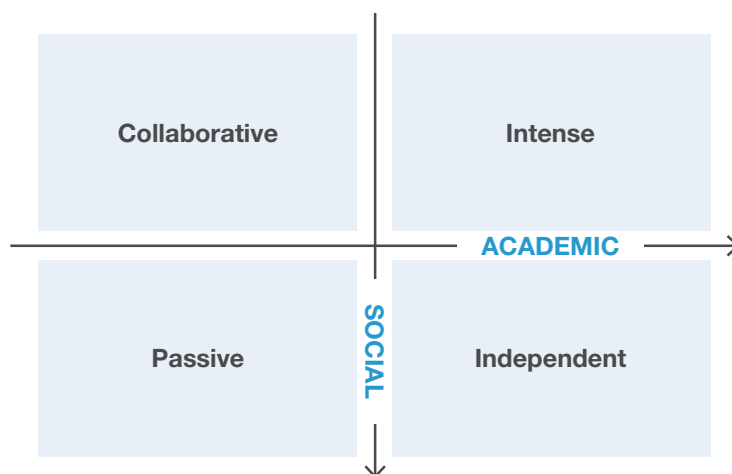 Collaborative
Intense
ACADEMIC
SOCIAL
Passive
Independent